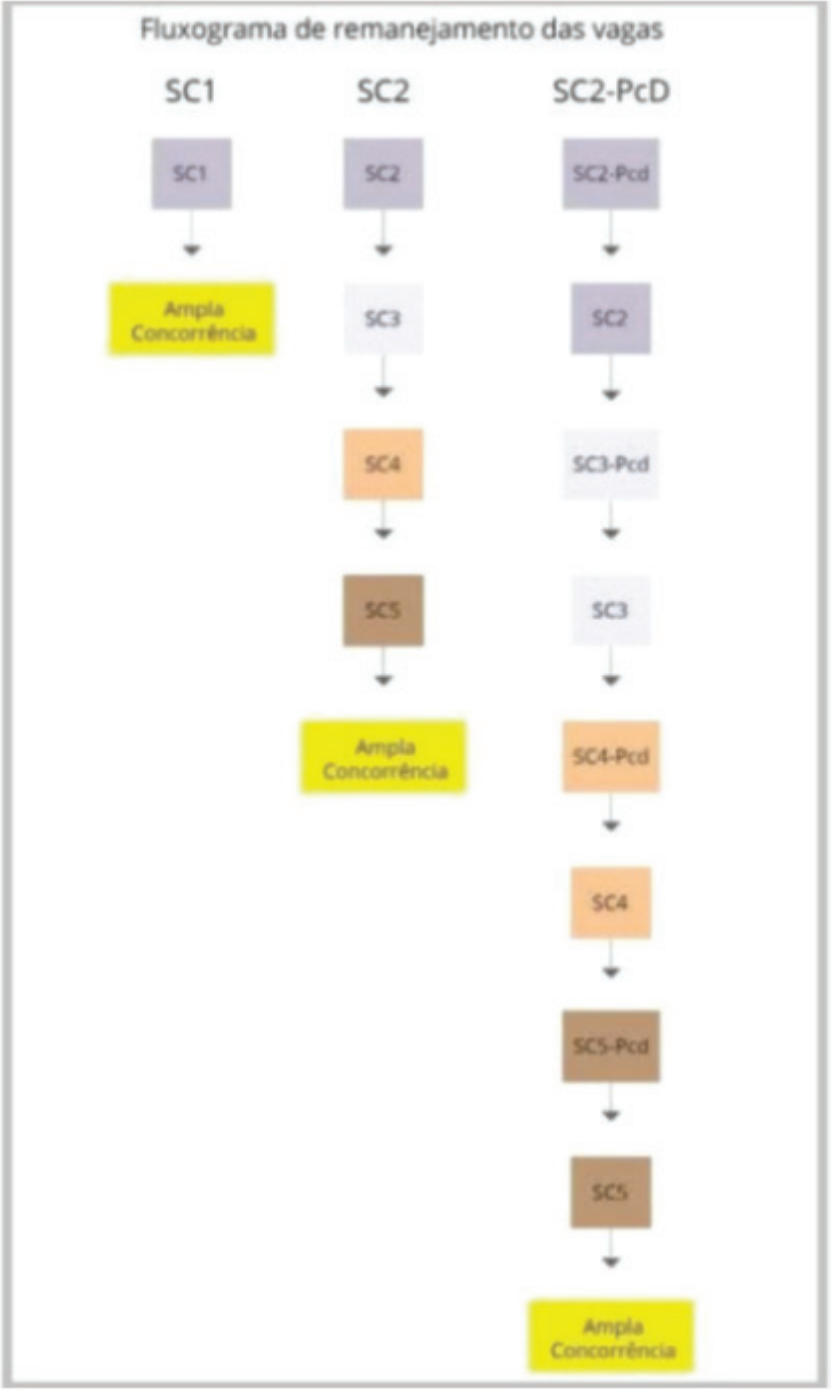 Fluxograma de remanejamento das vagas
SC1
SC2
SC2-PcD
SC1
Ampla
Concorrência
SC2
SC3
SC4
SC5
Ampla
Concorrência
SC2-Pcd
SC2
SC3-Pcd
SC3
SC4-Pcd
SC4
SC5-Pcd
SC5
Ampla
Concorrência